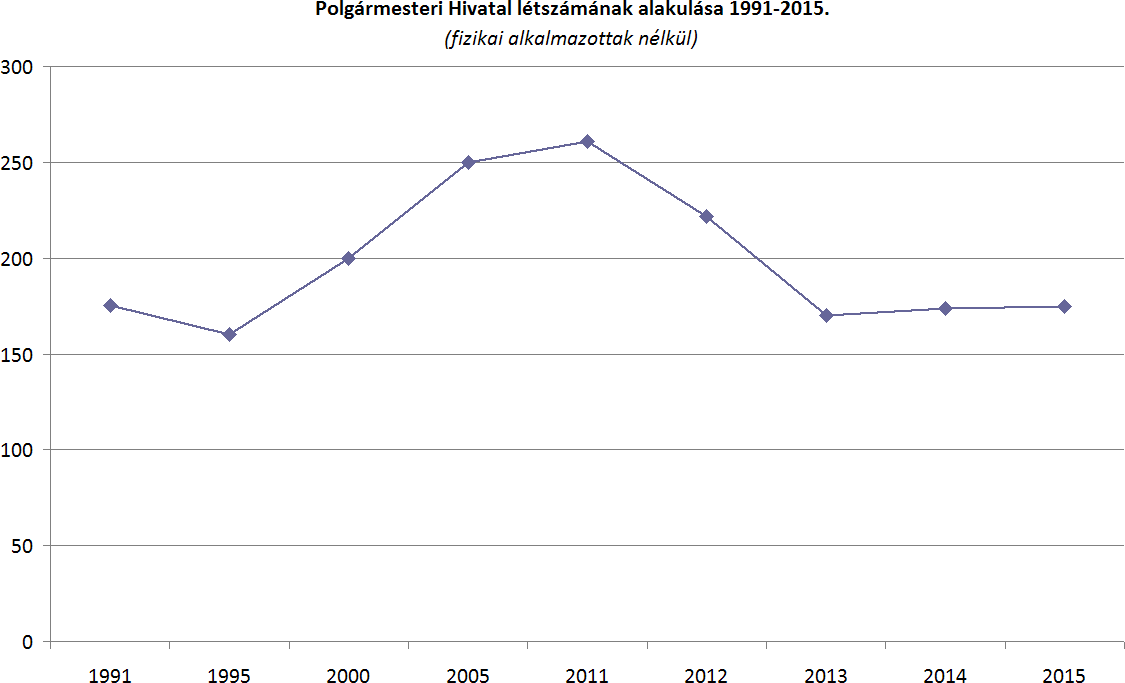 Polgármesteri Hivatal létszámának alakulása 1991-2015.
(fizikai alkalmazottak nélkül)
300
250
200
150
100
50
0
1991 1995 2000 2005 2011 2012 2013 2014 2015